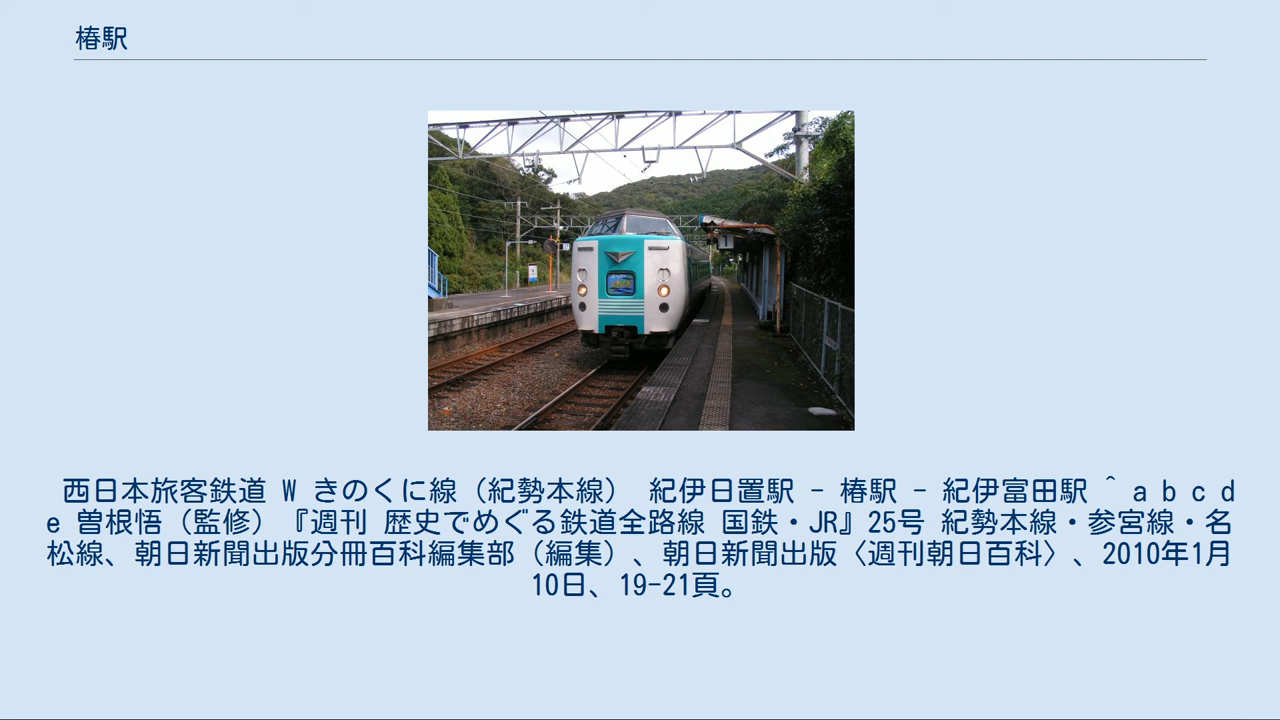 椿駅
1
西日本旅客鉄道 W きのくに線（紀勢本線） 紀伊日置駅 - 椿駅 - 紀伊富田駅 ^ a b c d
e 曽根悟（監修）『週刊 歴史でめぐる鉄道全路線 国鉄・JR』25号 紀勢本線・参宮線・名
松線、朝日新聞出版分冊百科編集部（編集）、朝日新聞出版〈週刊朝日百科〉、2010年1月
10日、19-21頁。